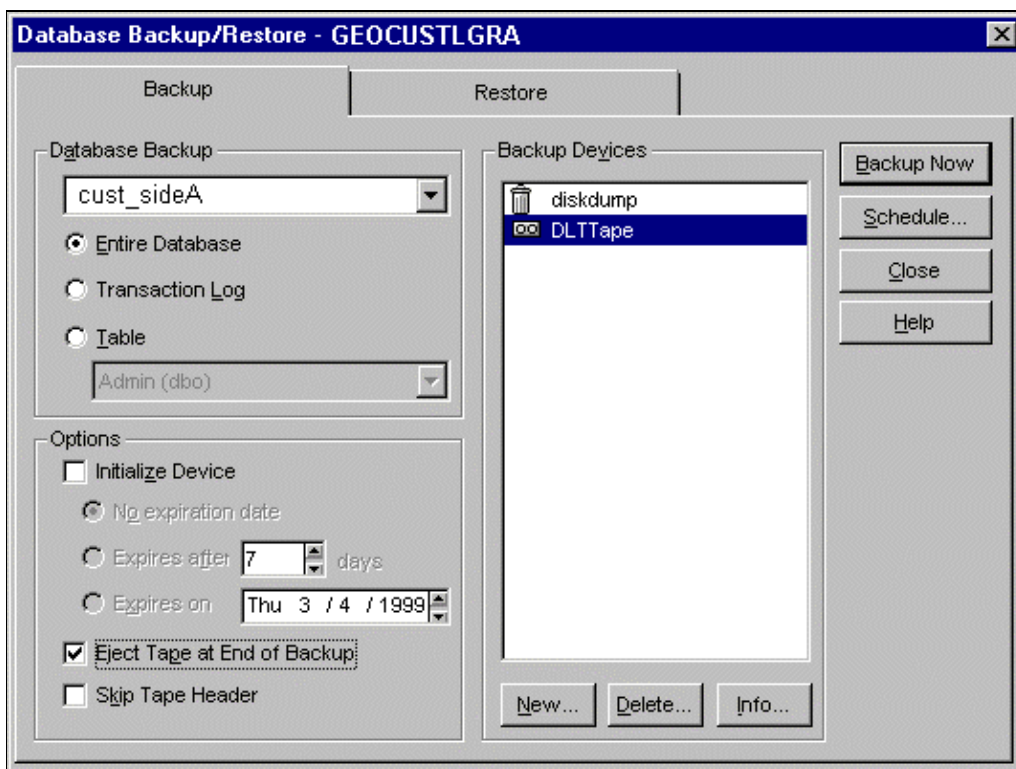 Database Backup/Restore - GEOCUSTLGRA
Backup
Restore
Database Backup
cust_sideA
Entire Database
Transaction Log
Table
Admin (dbo)
Options
Initialize Device
No expiration date
Expires after 7 days
Expires on Thu 3 / 4 / 1999
Eject Tape at End of Backup
Skip Tape Header
Backup Devices
diskdump
DLTTape
New...
Delete...
Info...
Backup Now
Schedule...
Close
Help